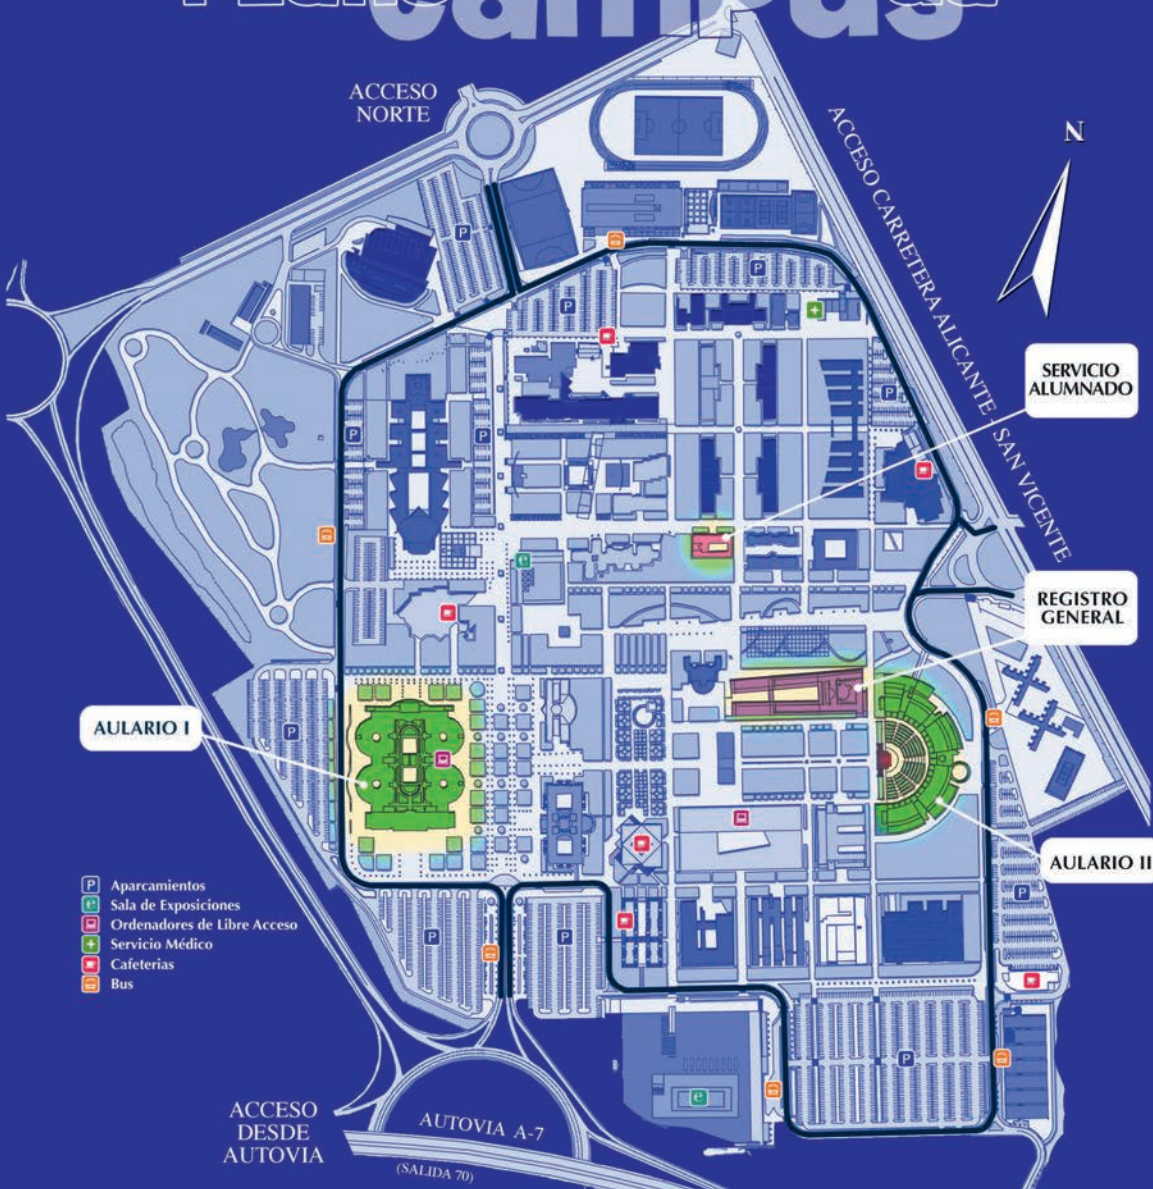 campus
ACCESO
NORTE
N
ACCESO CARRETERA ALICANTE - SAN VICENTE
SERVICIO
ALUMNADO
REGISTRO
GENERAL
AULARIO I
AULARIO II
P Aparcamientos
e Sala de Exposiciones
Ordenadores de Libre Acceso
+ Servicio Médico
Cafeterias
Bus
ACCESO
DESDE
AUTOVIA
AUTOVIA A-7
(SALIDA 70)
P
P
P
P
P
P
P
P
P
P
P
e
e